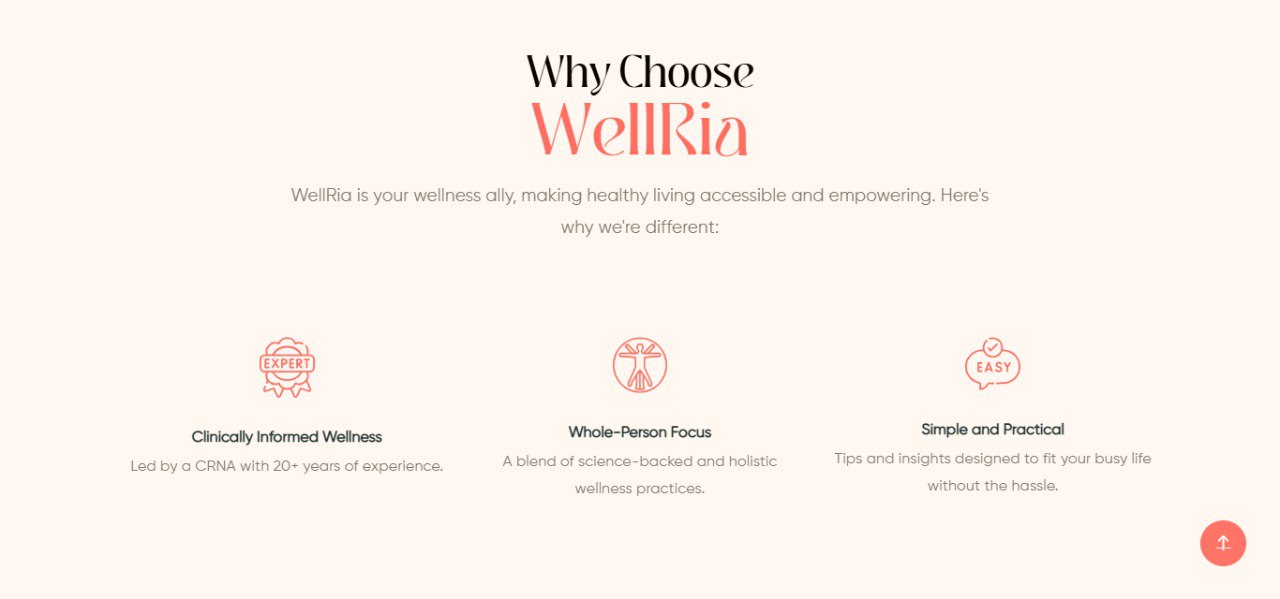 Why Choose
WellRia
WellRia is your wellness ally, making healthy living accessible and empowering. Here's
why we're different:
EXPERT
EASY
Clinically Informed Wellness
Led by a CRNA with 20+ years of experience.
Whole-Person Focus
A blend of science-backed and holistic
wellness practices.
Simple and Practical
Tips and insights designed to fit your busy life
without the hassle.